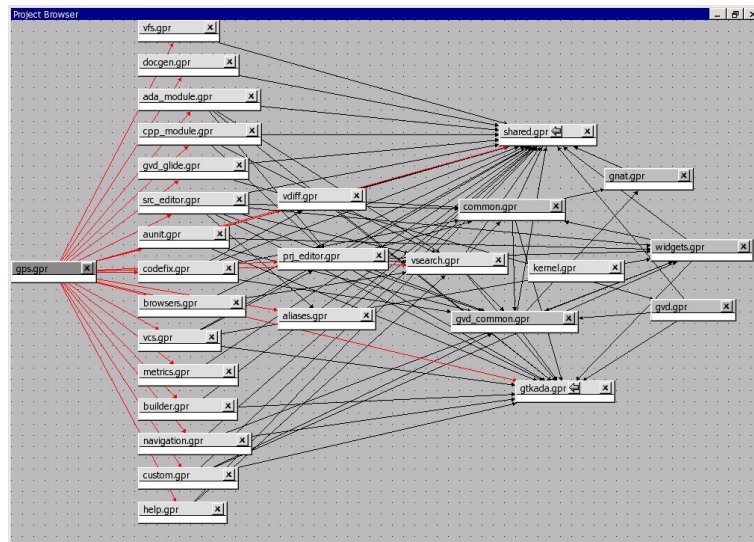 Project Browser
vfs.gpr
docgen.gpr
ada_module.gpr
cpp_module.gpr
gvd_glide.gpr
src_editor.gpr
aunit.gpr
gps.gpr
codefix.gpr
browsers.gpr
vcs.gpr
metrics.gpr
builder.gpr
navigation.gpr
custom.gpr
help.gpr
vdiff.gpr
prj_editor.gpr
aliases.gpr
shared.gpr
common.gpr
vsearch.gpr
kernel.gpr
gvd_common.gpr
gtkada.gpr
gnat.gpr
widgets.gpr
gvd.gpr